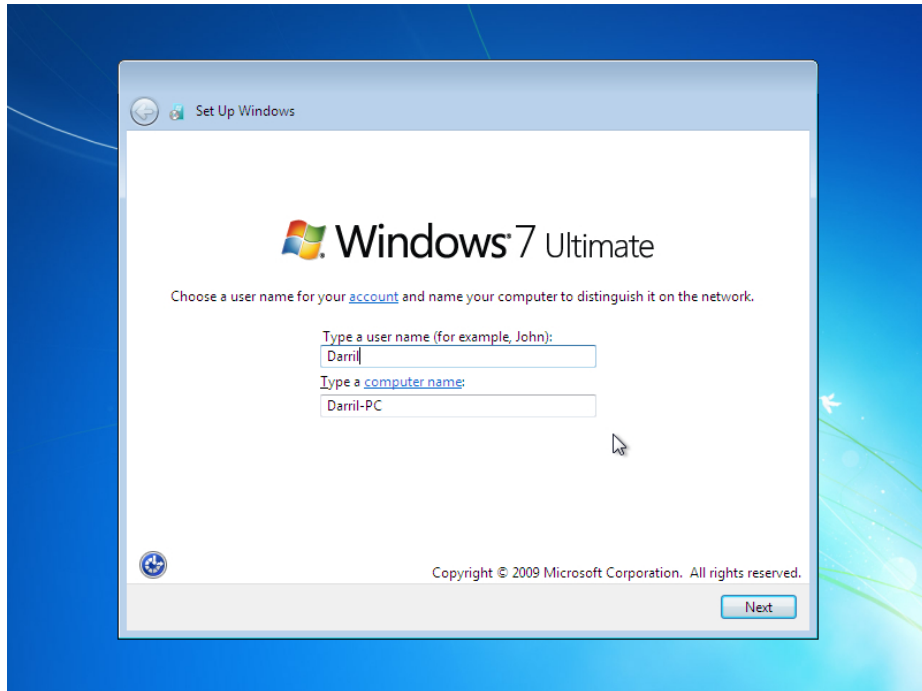 Set Up Windows
Windows® 7 Ultimate
Choose a user name for your account and name your computer to distinguish it on the network.
Type a user name (for example, John):
Darril
Type a computer name:
Darril-PC
Copyright © 2009 Microsoft Corporation. All rights reserved.
Next